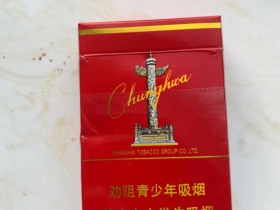 Chunghwa
SHANGHAI TOBACCO GROUP CO.,LTD.
劝阻青少年吸烟